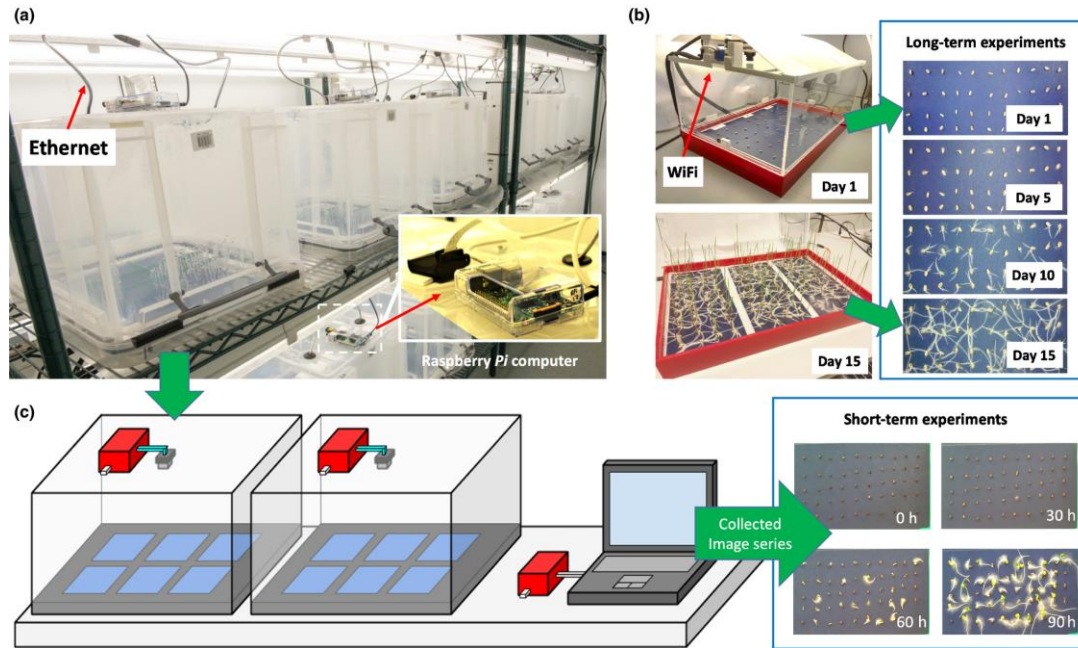 (a)
Ethernet
Raspberry Pi computer
(b)
WiFi
Day 1
Day 15
Long-term experiments
Day 1
Day 5
Day 10
Day 15
(c)
Collected
Image series
Short-term experiments
0 h
30 h
60 h
90 h